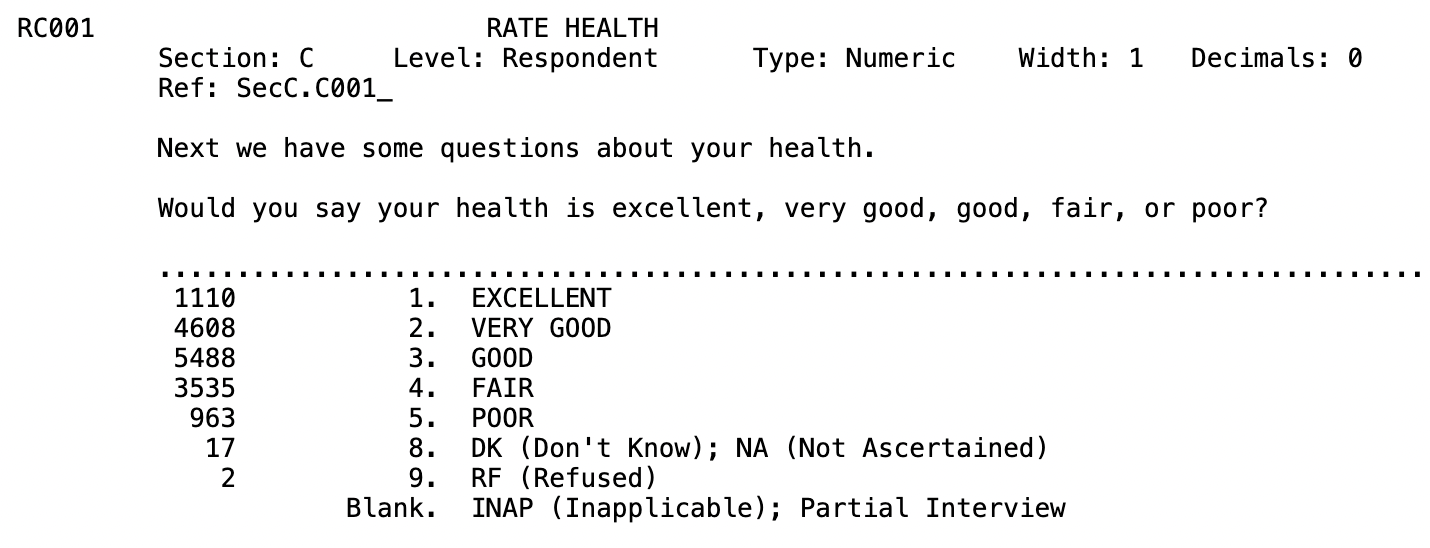 RC001 RATE HEALTH
Section: C Level: Respondent Type: Numeric Width: 1 Decimals: 0
Ref: SecC.C001_
Next we have some questions about your health.
Would you say your health is excellent, very good, good, fair, or poor?
.................................................................................
1110 1. EXCELLENT
4608 2. VERY GOOD
5488 3. GOOD
3535 4. FAIR
963 5. POOR
17 8. DK (Don't Know); NA (Not Ascertained)
2 9. RF (Refused)
Blank. INAP (Inapplicable); Partial Interview